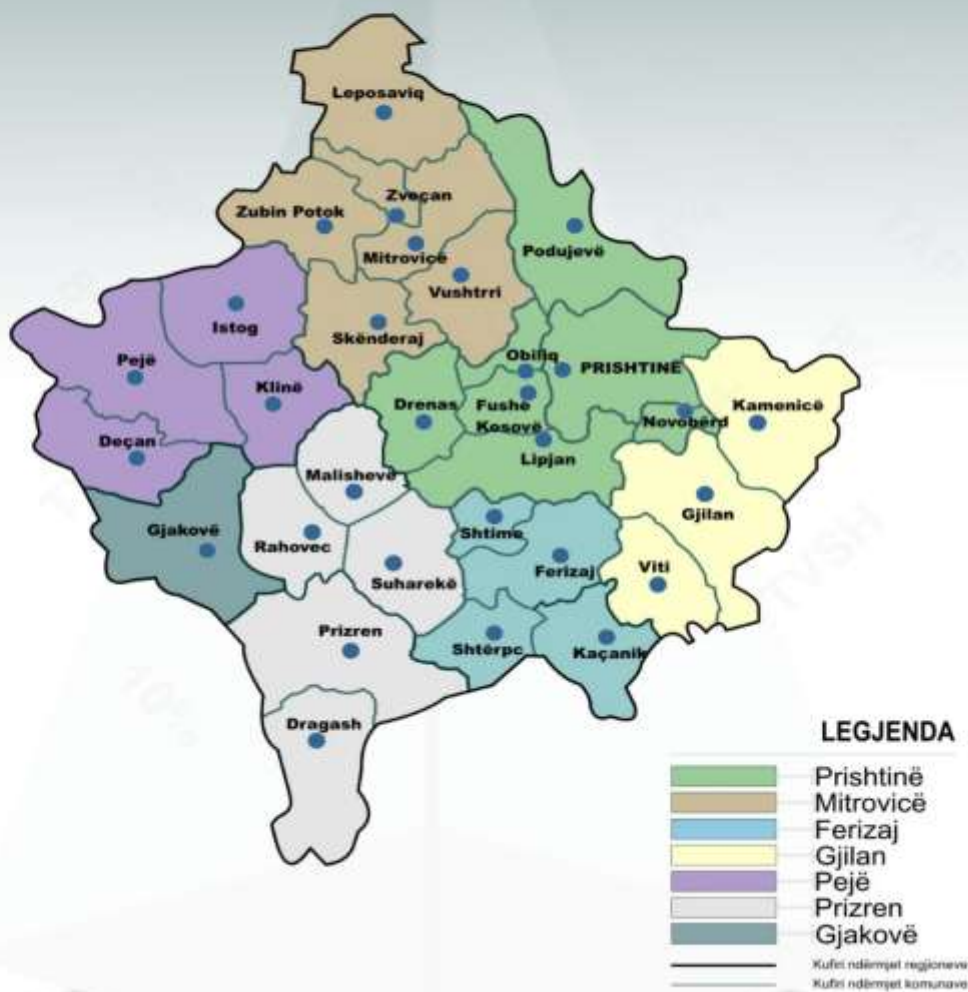 Leposaviq
Zveçan
Zubin Potok
Mitrovicë
Podujevë
Vushtrri
Istog
Skënderaj
Obiliq
Pejë
PRISHTINË
Klinë
Drenas
Fushë
Kosovë
Novobërd
Kamenicë
Deçan
Lipjan
Malishevë
Gjilan
Gjakovë
Shtime
Rahovec
Suharekë
Ferizaj
Viti
Prizren
Shtërpc
Kaçanik
Dragash
LEGJENDA
Prishtinë
Mitrovicë
Ferizaj
Gjilan
Pejë
Prizren
Gjakovë
Kufiri ndërmjet regjioneve
Kufiri ndërmjet komunave
TVSH